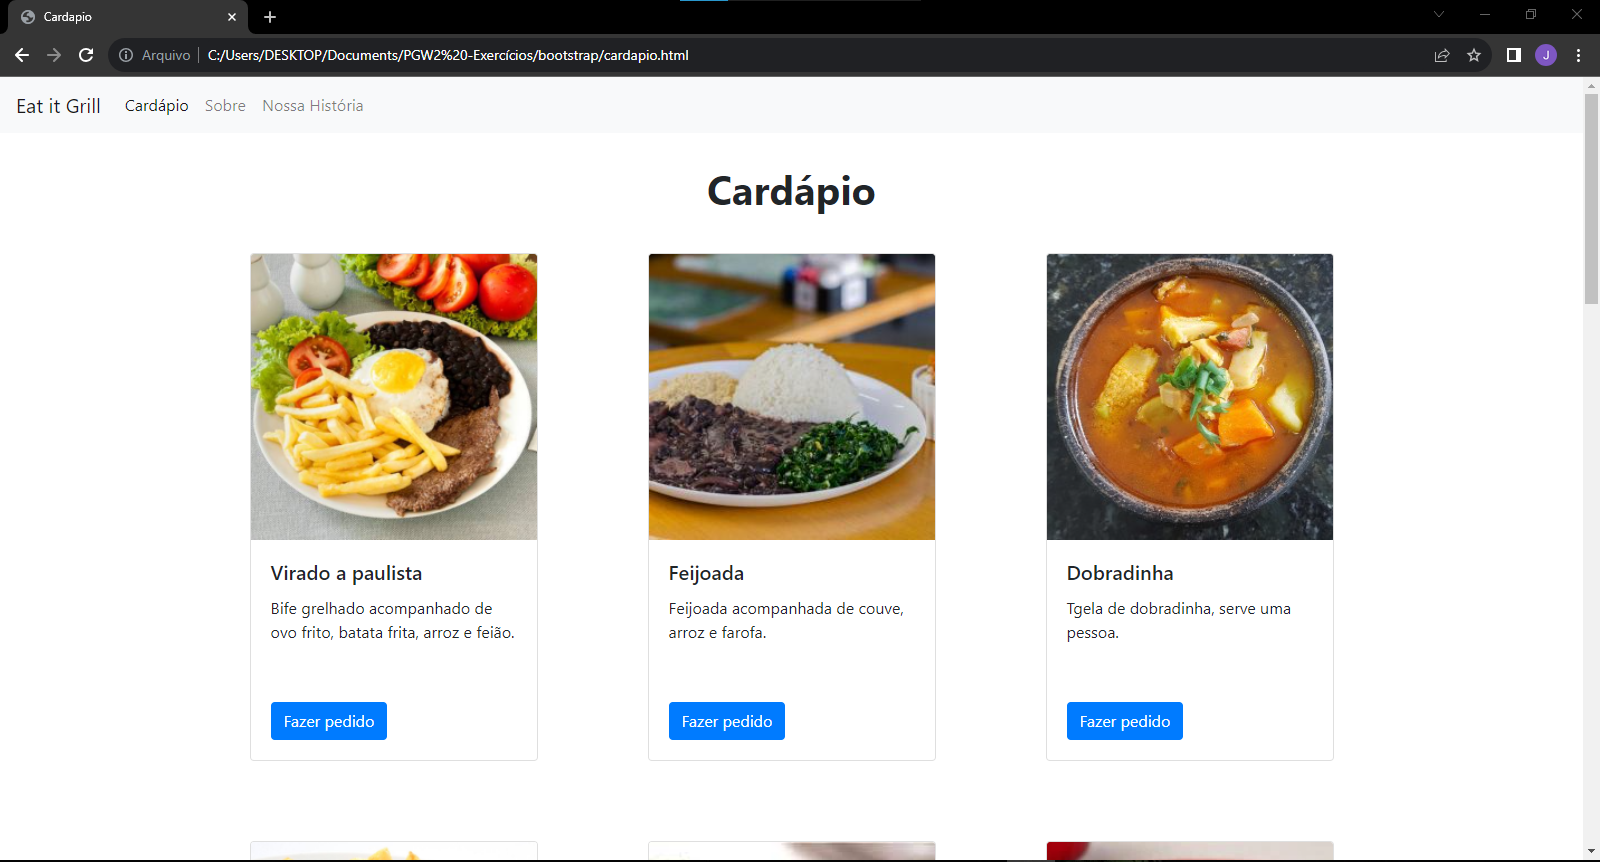 Cardapio
Arquivo
C:/Users/DESKTOP/Documents/PGW2%20-Exercícios/bootstrap/cardapio.html
J
Eat it Grill
Cardápio
Sobre
Nossa História
Cardápio
Virado a paulista
Bife grelhado acompanhado de
ovo frito, batata frita, arroz e feião.
Fazer pedido
Feijoada
Feijoada acompanhada de couve,
arroz e farofa.
Fazer pedido
Dobradinha
Tgela de dobradinha, serve uma
pessoa.
Fazer pedido